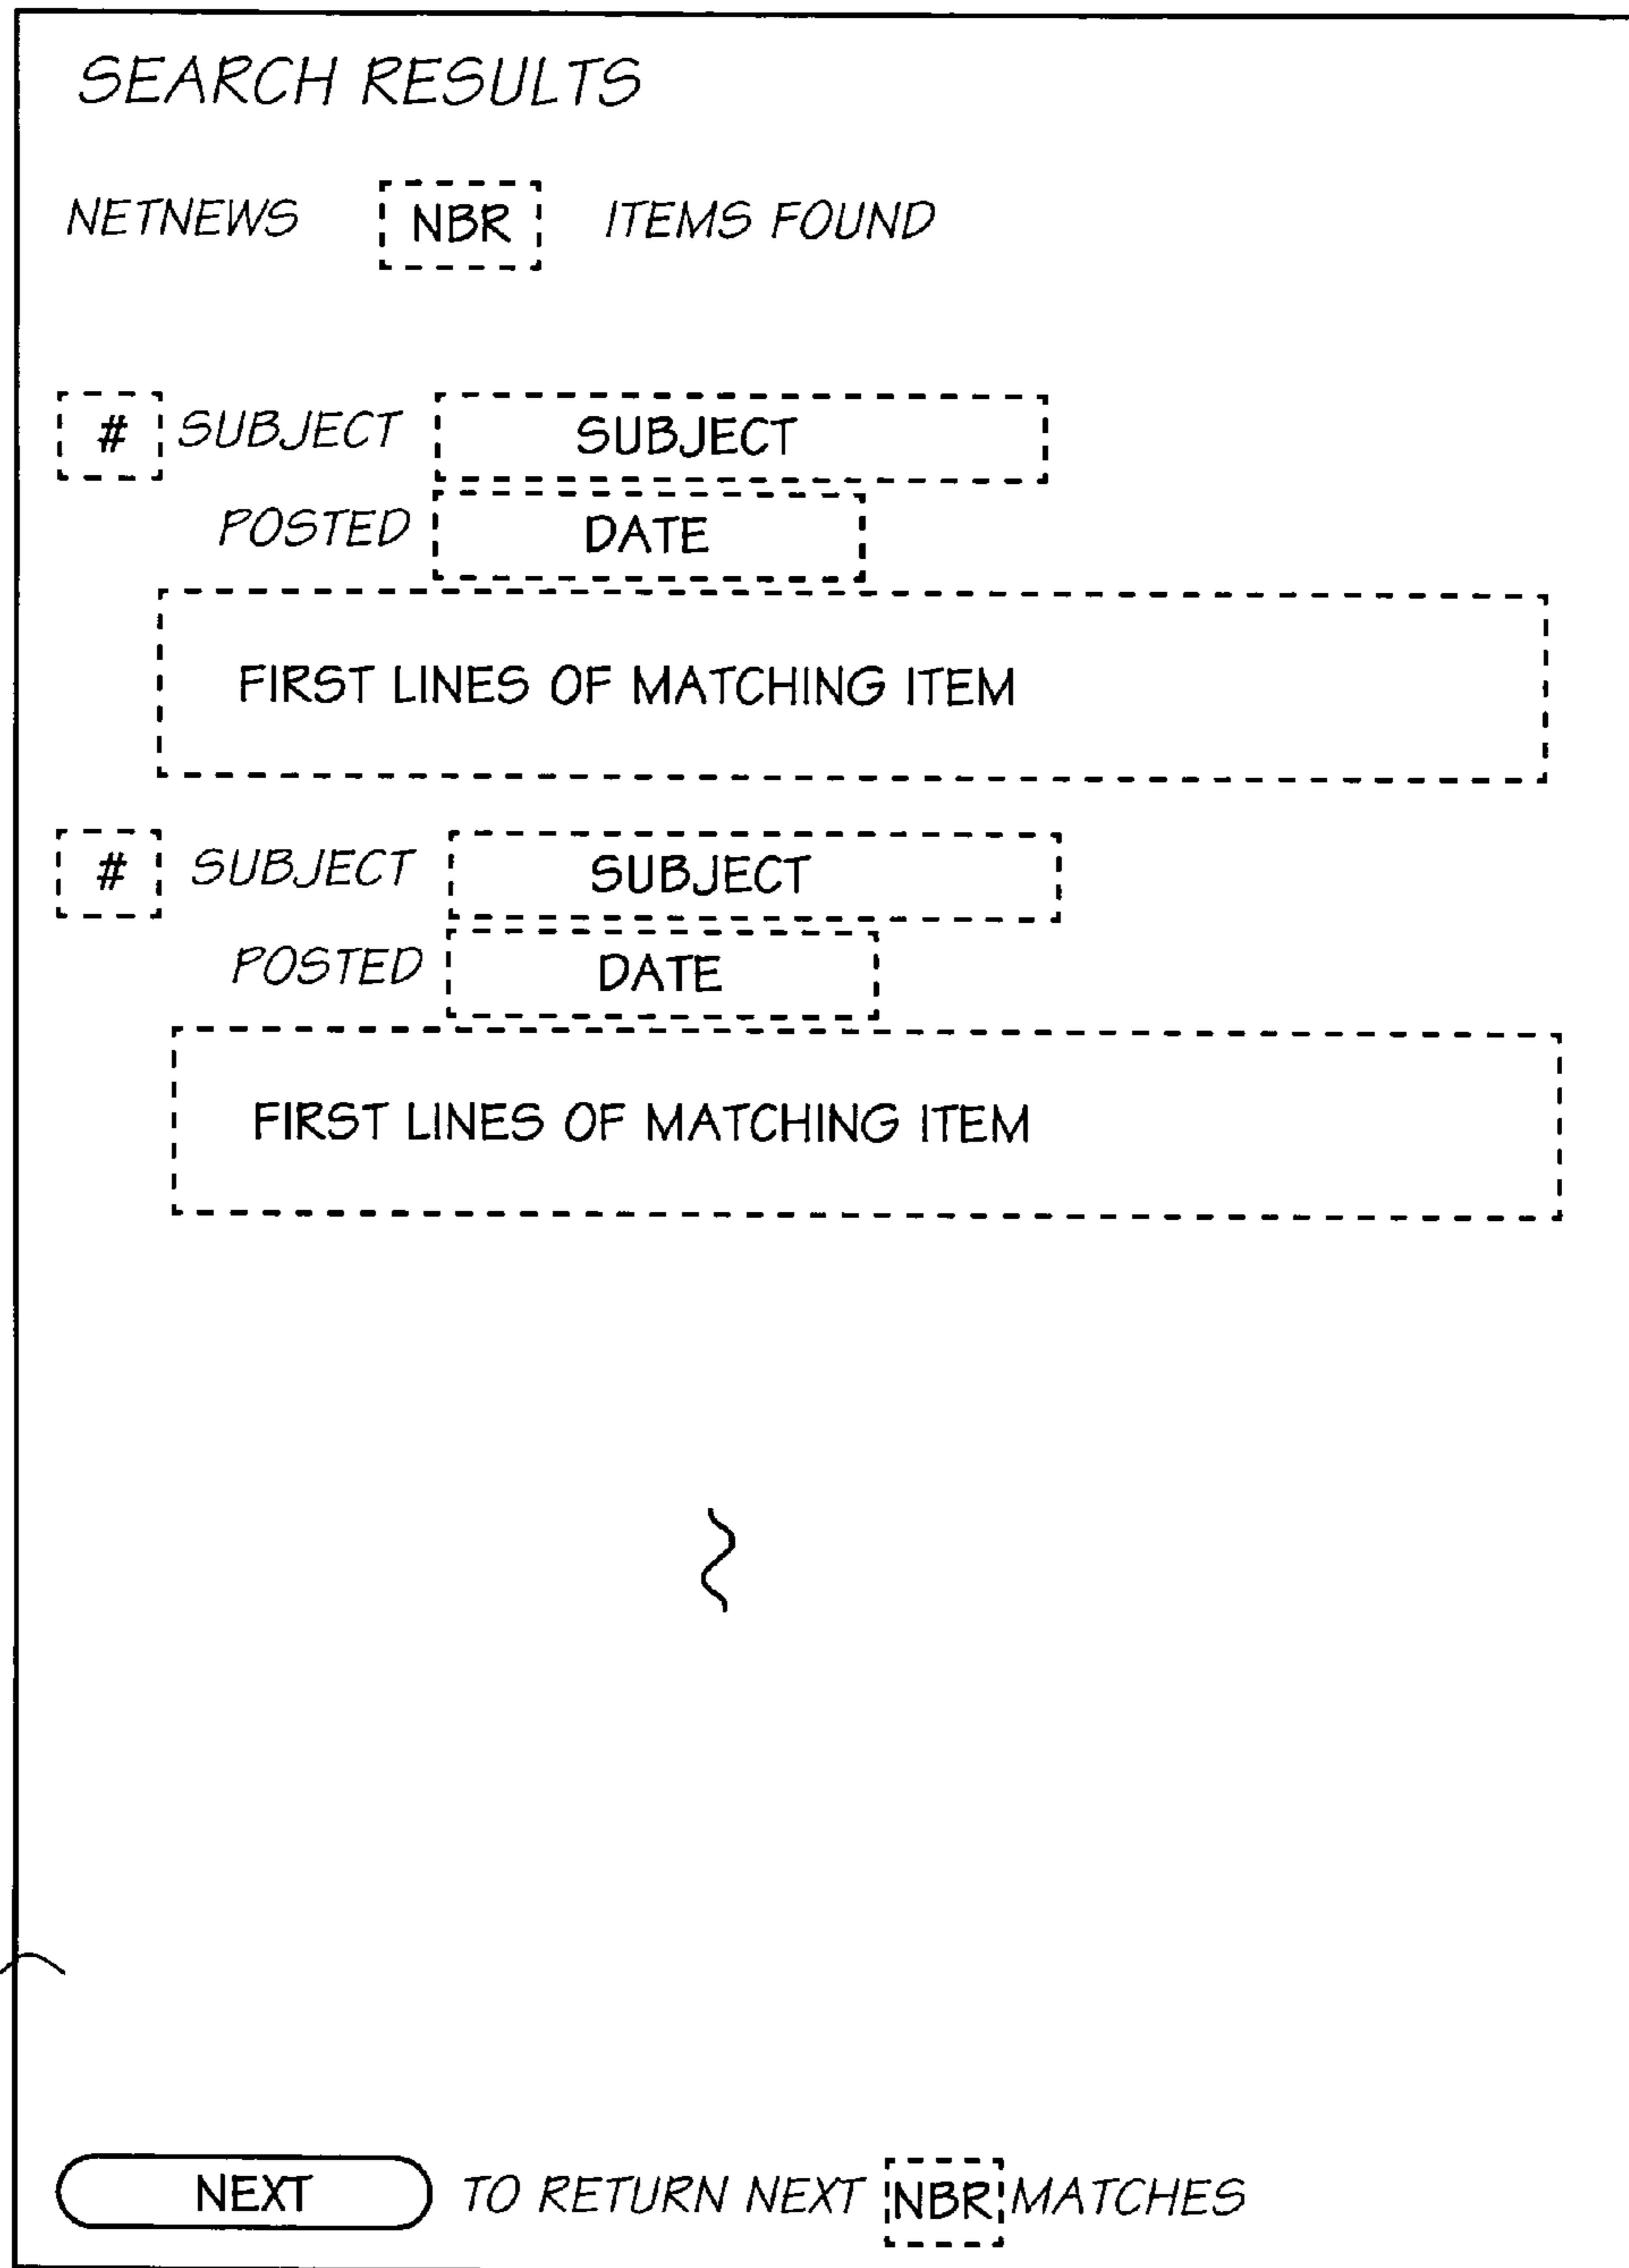 SEARCH RESULTS
NETNEWS NBR ITEMS FOUND
# SUBJECT SUBJECT
POSTED DATE
FIRST LINES OF MATCHING ITEM
# SUBJECT SUBJECT
POSTED DATE
FIRST LINES OF MATCHING ITEM
NEXT TO RETURN NEXT NBR MATCHES